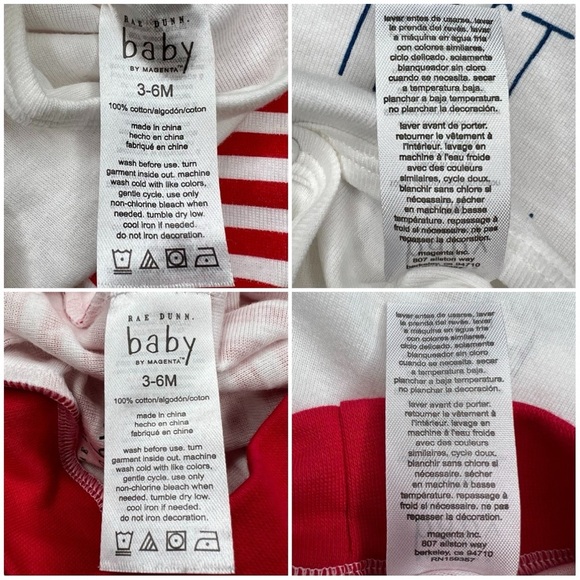 RAE DUNN.
baby
BY MAGENTA™
3-6M
100% cotton/algodón/coton
made in china
hecho en china
fabriqué en china
wash before use. turn
garment inside out. machine
wash cold with like colors,
gentle cycle. use only
non-chlorine bleach when
needed. tumble dry low.
cool iron if needed.
do not iron decoration.
lavar antes de usarse. lavar
la prenda del revés. lavar
a máquina en agua fria
con colores similares,
ciclo delicado. solamente
blanqueador sin cloro
cuando se necesita. secar
a temperatura baja.
planchar a baja temperatura.
no planchar la decoración.
laver avant de porter.
retourner le vêtement à
l'intérieur. lavage en
machine à l'eau froide
avec des couleurs
similaires, cycle doux.
blanchir sans chlore si
nécessaire. sécher
en machine à basse
température. repassage à
froid si nécessaire. ne pas
repasser la décoration.
magenta inc.
807 allston way
berkeley, ca 94710
RAE DUNN.
baby
BY MAGENTA™
3-6M
100% cotton/algodón/coton
made in china
hecho en china
fabriqué en china
wash before use. turn
garment inside out. machine
wash cold with like colors,
gentle cycle. use only
non-chlorine bleach when
needed. tumble dry low.
cool iron if needed.
do not iron decoration.
lavar antes de usarse. lavar
la prenda del revés. lavar
a máquina en agua fria
con colores similares,
ciclo delicado. solamente
blanqueador sin cloro
cuando se necesita. secar
a temperatura baja.
planchar a baja temperatura.
no planchar la decoración.
laver avant de porter.
retourner le vêtement à
l'intérieur. lavage en
machine à l'eau froide
avec des couleurs
similaires, cycle doux.
blanchir sans chlore si
nécessaire. sécher
en machine à basse
température. repassage à
froid si nécessaire. ne pas
repasser la décoration.
magenta inc.
807 allston way
berkeley, ca 94710